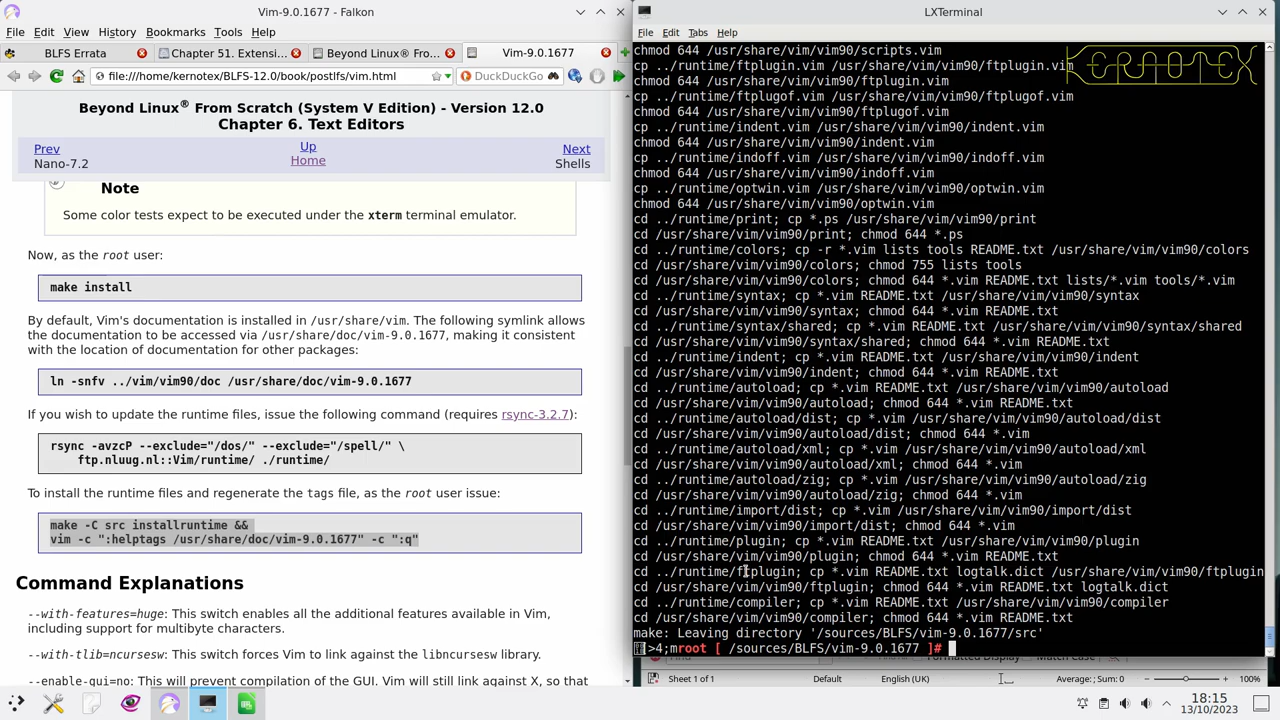 Vim-9.0.1677 - Falkon
File Edit View History Bookmarks Tools Help
BLFS Errata
Chapter 51. Extensi...
Beyond Linux® Fro...
Vim-9.0.1677
file:///home/kernotex/BLFS-12.0/book/postlfs/vim.html
DuckDuckGo
Beyond Linux® From Scratch (System V Edition) - Version 12.0
Chapter 6. Text Editors
Prev Up Next
Nano-7.2 Home Shells
Note
Some color tests expect to be executed under the xterm terminal emulator.
Now, as the root user:
make install
By default, Vim's documentation is installed in /usr/share/vim. The following symlink allows
the documentation to be accessed via /usr/share/doc/vim-9.0.1677, making it consistent
with the location of documentation for other packages:
ln -snfv ../vim/vim90/doc /usr/share/doc/vim-9.0.1677
If you wish to update the runtime files, issue the following command (requires rsync-3.2.7):
rsync -avzcP --exclude="/dos/" --exclude="/spell/" \
ftp.nluug.nl::Vim/runtime/ ./runtime/
To install the runtime files and regenerate the tags file, as the root user issue:
make -C src installruntime &&
vim -c ":helptags /usr/share/doc/vim-9.0.1677" -c ":q"
Command Explanations
--with-features=huge: This switch enables all the additional features available in Vim,
including support for multibyte characters.
--with-tlib=ncursesw: This switch forces Vim to link against the libncursesw library.
--enable-gui=no: This will prevent compilation of the GUI. Vim will still link against X, so that
LXTerminal
File Edit Tabs Help
KERNOTEX
chmod 644 /usr/share/vim/vim90/scripts.vim
cp ../runtime/ftplugin.vim /usr/share/vim/vim90/ftplugin.vim
chmod 644 /usr/share/vim/vim90/ftplugin.vim
cp ../runtime/ftplugof.vim /usr/share/vim/vim90/ftplugof.vim
chmod 644 /usr/share/vim/vim90/ftplugof.vim
cp ../runtime/indent.vim /usr/share/vim/vim90/indent.vim
chmod 644 /usr/share/vim/vim90/indent.vim
cp ../runtime/indoff.vim /usr/share/vim/vim90/indoff.vim
chmod 644 /usr/share/vim/vim90/indoff.vim
cp ../runtime/optwin.vim /usr/share/vim/vim90/optwin.vim
chmod 644 /usr/share/vim/vim90/optwin.vim
cd ../runtime/print; cp *.ps /usr/share/vim/vim90/print
cd /usr/share/vim/vim90/print; chmod 644 *.ps
cd ../runtime/colors; cp -r *.vim lists tools README.txt /usr/share/vim/vim90/colors
cd /usr/share/vim/vim90/colors; chmod 755 lists tools
cd /usr/share/vim/vim90/colors; chmod 644 *.vim README.txt lists/*.vim tools/*.vim
cd ../runtime/syntax; cp *.vim README.txt /usr/share/vim/vim90/syntax
cd /usr/share/vim/vim90/syntax; chmod 644 *.vim README.txt
cd ../runtime/syntax/shared; cp *.vim README.txt /usr/share/vim/vim90/syntax/shared
cd /usr/share/vim/vim90/syntax/shared; chmod 644 *.vim README.txt
cd ../runtime/indent; cp *.vim README.txt /usr/share/vim/vim90/indent
cd /usr/share/vim/vim90/indent; chmod 644 *.vim README.txt
cd ../runtime/autoload; cp *.vim README.txt /usr/share/vim/vim90/autoload
cd /usr/share/vim/vim90/autoload; chmod 644 *.vim README.txt
cd ../runtime/autoload/dist; cp *.vim /usr/share/vim/vim90/autoload/dist
cd /usr/share/vim/vim90/autoload/dist; chmod 644 *.vim
cd ../runtime/autoload/xml; cp *.vim /usr/share/vim/vim90/autoload/xml
cd /usr/share/vim/vim90/autoload/xml; chmod 644 *.vim
cd ../runtime/autoload/zig; cp *.vim /usr/share/vim/vim90/autoload/zig
cd /usr/share/vim/vim90/autoload/zig; chmod 644 *.vim
cd ../runtime/import/dist; cp *.vim /usr/share/vim/vim90/import/dist
cd /usr/share/vim/vim90/import/dist; chmod 644 *.vim
cd ../runtime/plugin; cp *.vim README.txt /usr/share/vim/vim90/plugin
cd /usr/share/vim/vim90/plugin; chmod 644 *.vim README.txt
cd ../runtime/ftplugin; cp *.vim README.txt logtalk.dict /usr/share/vim/vim90/ftplugin
cd /usr/share/vim/vim90/ftplugin; chmod 644 *.vim README.txt logtalk.dict
cd ../runtime/compiler; cp *.vim README.txt /usr/share/vim/vim90/compiler
cd /usr/share/vim/vim90/compiler; chmod 644 *.vim README.txt
make: Leaving directory '/sources/BLFS/vim-9.0.1677/src'
>4;mroot [ /sources/BLFS/vim-9.0.1677 ]#
Sheet 1 of 1 Default English (UK) Average: ; Sum: 0 100%
18:15
13/10/2023